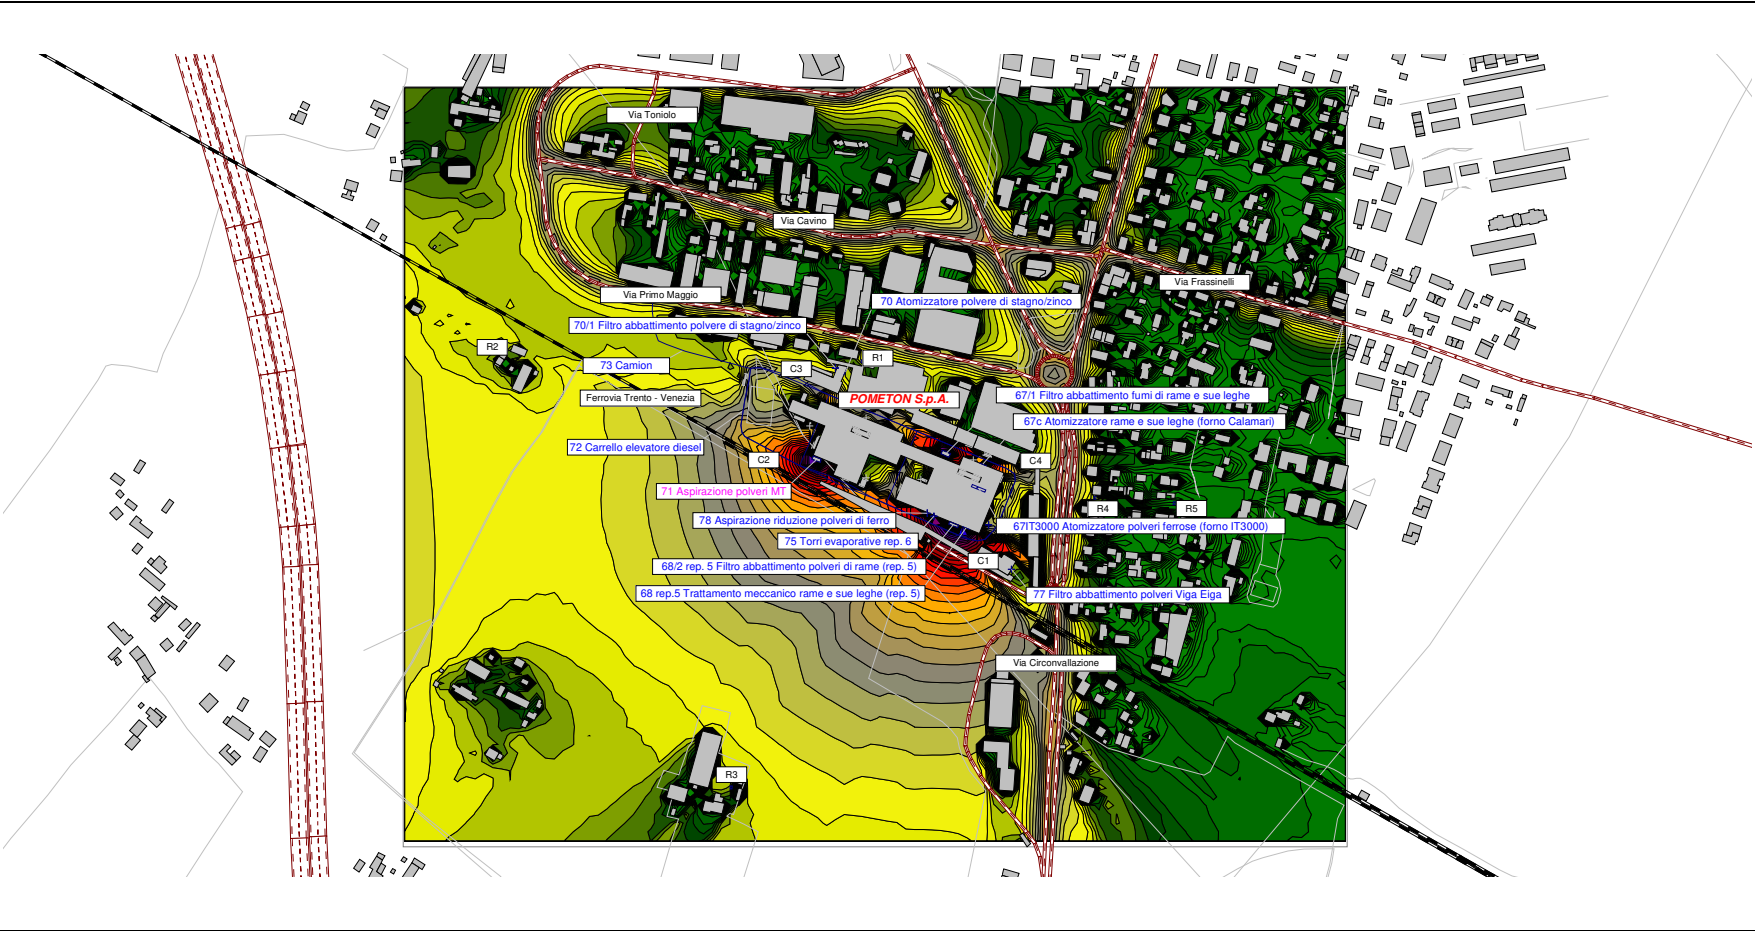 Via Toniolo
Via Cavino
Via Frassinelli
Via Primo Maggio
70 Atomizzatore polvere di stagno/zinco
70/1 Filtro abbattimento polvere di stagno/zinco
R2
R1
73 Camion
C3
Ferrovia Trento - Venezia
POMETON S.p.A.
67/1 Filtro abbattimento fumi di rame e sue leghe
67c Atomizzatore rame e sue leghe (forno Calamari)
72 Carrello elevatore diesel
C2
C4
71 Aspirazione polveri MT
R4
R5
78 Aspirazione riduzione polveri di ferro
67IT3000 Atomizzatore polveri ferrose (forno IT3000)
75 Torri evaporative rep. 6
C1
68/2 rep. 5 Filtro abbattimento polveri di rame (rep. 5)
68 rep.5 Trattamento meccanico rame e sue leghe (rep. 5)
77 Filtro abbattimento polveri Viga Eiga
Via Circonvallazione
R3